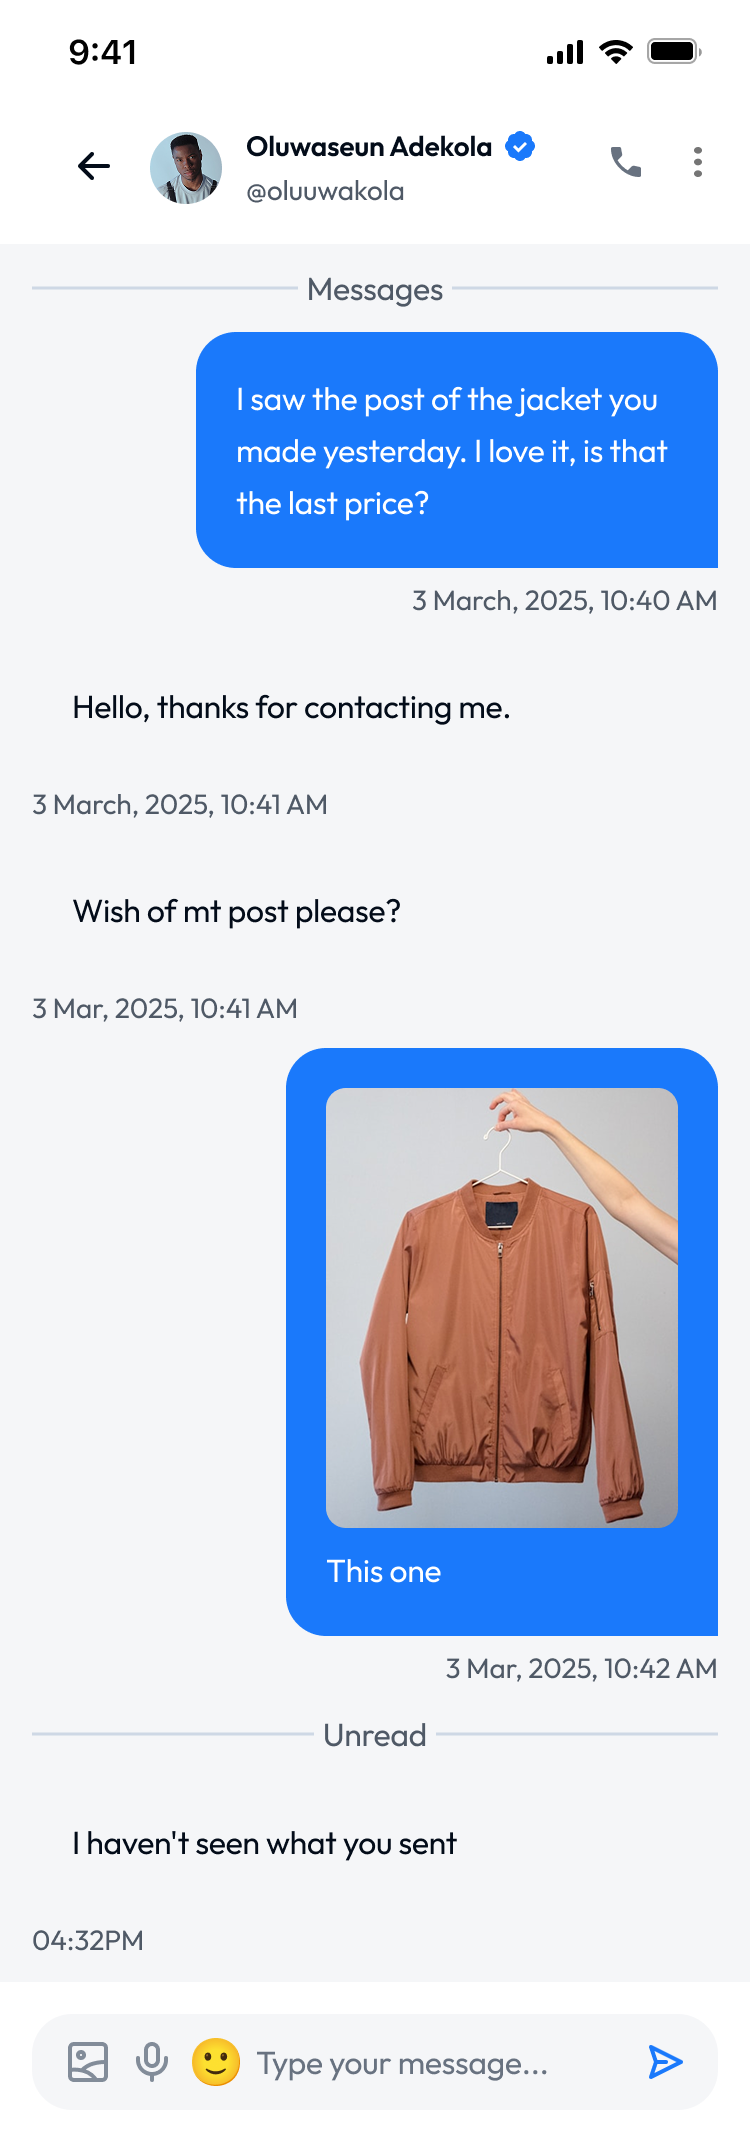 9:41
Oluwaseun Adekola
@oluuwakola
Messages
I saw the post of the jacket you
made yesterday. I love it, is that
the last price?
3 March, 2025, 10:40 AM
Hello, thanks for contacting me.
3 March, 2025, 10:41 AM
Wish of mt post please?
3 Mar, 2025, 10:41 AM
This one
3 Mar, 2025, 10:42 AM
Unread
I haven't seen what you sent
04:32PM
Type your message...